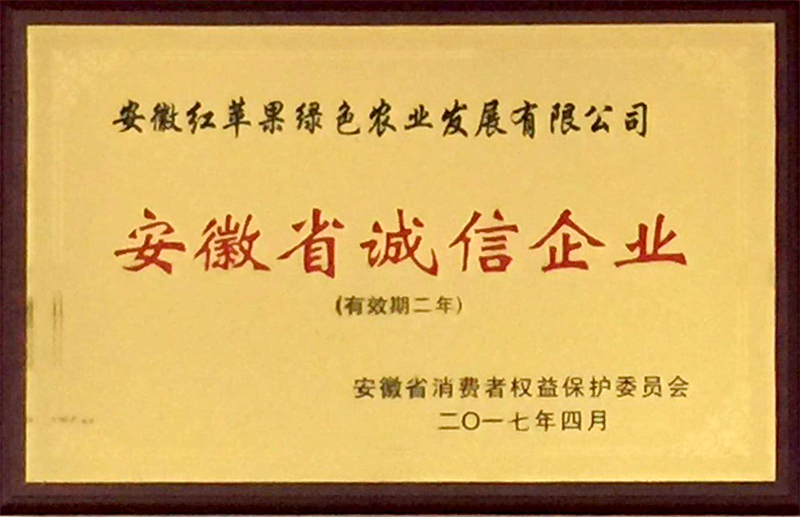 安徽红苹果绿色农业发展有限公司
安徽省诚信企业
(有效期二年)
安徽省消费者权益保护委员会
二〇一七年四月